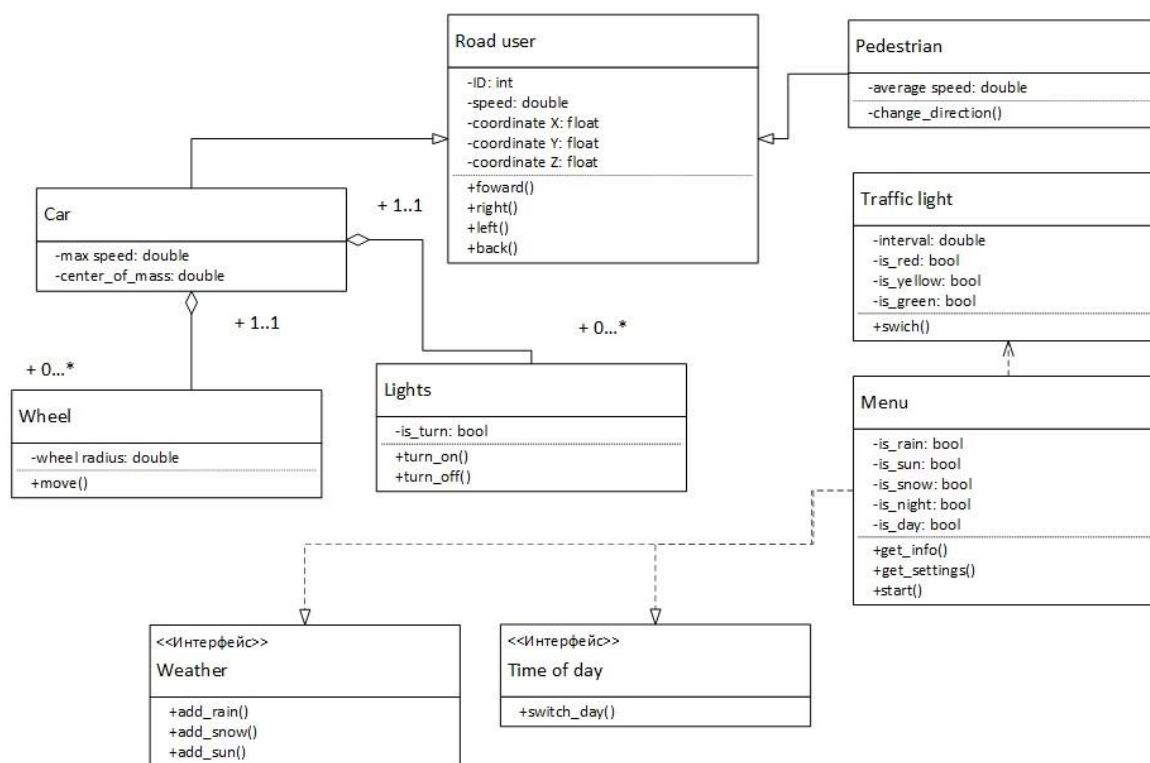 Road user
-ID: int
-speed: double
-coordinate X: float
-coordinate Y: float
-coordinate Z: float
+foward()
+right()
+left()
+back()
Pedestrian
-average speed: double
-change_direction()
Car
-max speed: double
-center_of_mass: double
+ 1..1
+ 1..1
+ 0...*
+ 0...*
Traffic light
-interval: double
-is_red: bool
-is_yellow: bool
-is_green: bool
+swich()
Wheel
-wheel radius: double
+move()
Lights
-is_turn: bool
+turn_on()
+turn_off()
Menu
-is_rain: bool
-is_sun: bool
-is_snow: bool
-is_night: bool
-is_day: bool
+get_info()
+get_settings()
+start()
<<Интерфейс>>
Weather
+add_rain()
+add_snow()
+add_sun()
<<Интерфейс>>
Time of day
+switch_day()